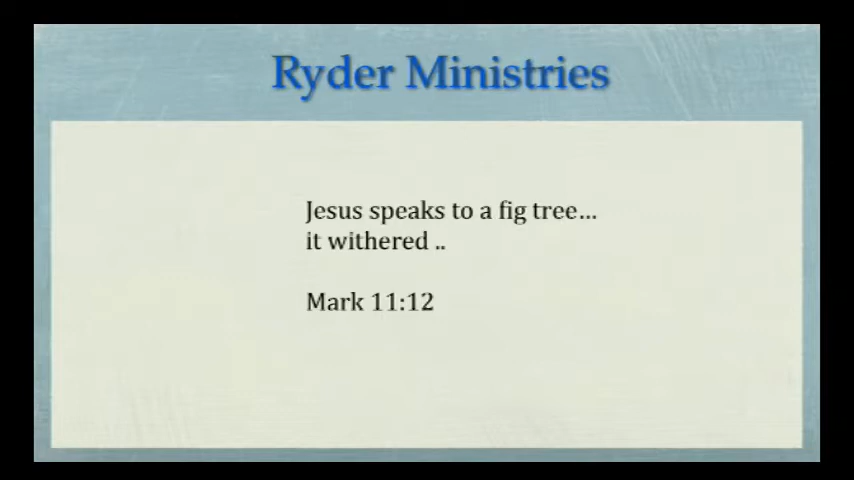 Ryder Ministries
Jesus speaks to a fig tree...
it withered ..
Mark 11:12